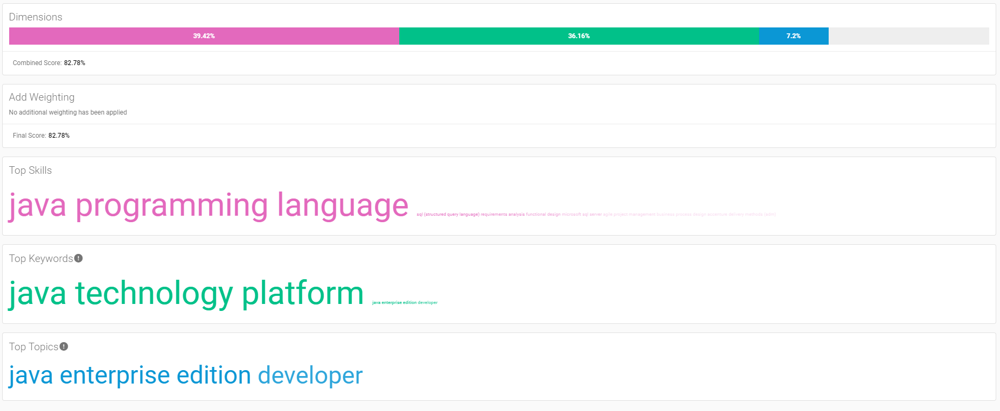 Dimensions
39.42% 36.16% 7.2%
Combined Score: 82.78%
Add Weighting
No additional weighting has been applied
Final Score: 82.78%
Top Skills
java programming language sql (structured query language) requirements analysis functional design microsoft sql server agile project management business process design accenture delivery methods (adm)
Top Keywords
java technology platform java enterprise edition developer
Top Topics
java enterprise edition developer